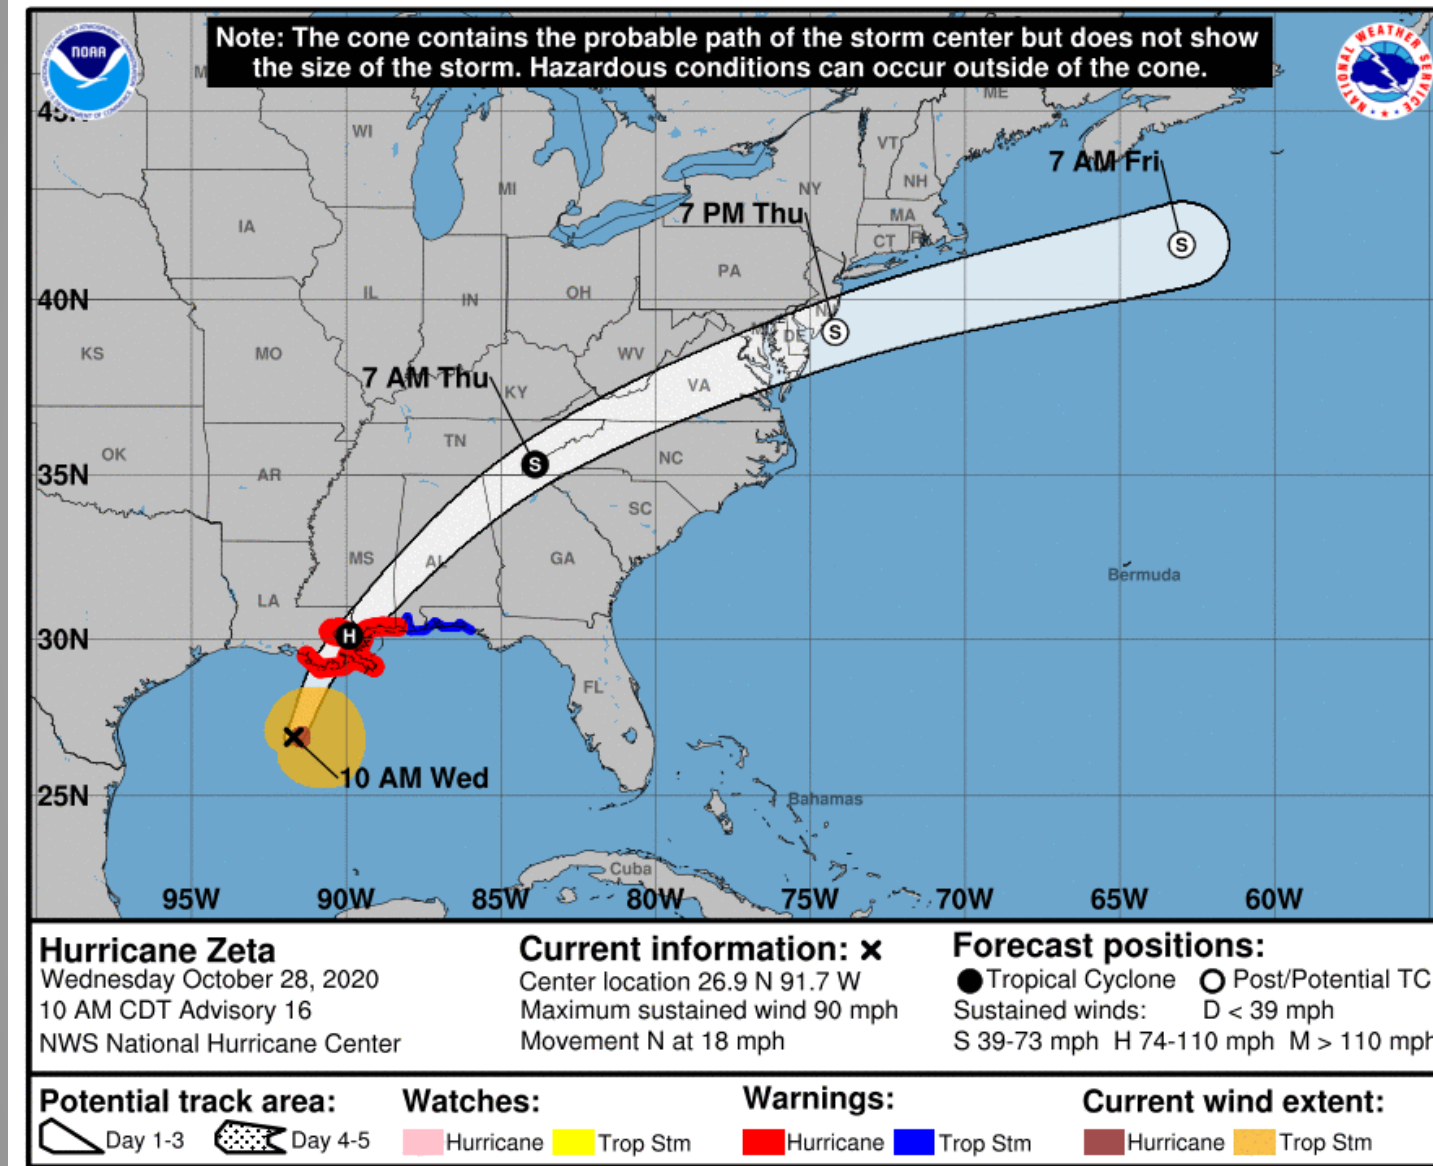 Note: The cone contains the probable path of the storm center but does not show
the size of the storm. Hazardous conditions can occur outside of the cone.
NOAA
NATIONAL WEATHER SERVICE
WI
ME
45N
VT
7 AM Fri
MI
NY
NH
IA
7 PM Thu
MA
CT
PA
IL
IN
OH
40N
DE
KS
MO
WV
7 AM Thu
KY
VA
TN
OK
NC
AR
35N
SC
MS
AL
GA
Bermuda
LA
H
30N
S
S
S
FL
10 AM Wed
25N
Bahamas
Cuba
95W 90W 85W 80W 75W 70W 65W 60W
Hurricane Zeta
Wednesday October 28, 2020
10 AM CDT Advisory 16
NWS National Hurricane Center
Current information: ×
Center location 26.9 N 91.7 W
Maximum sustained wind 90 mph
Movement N at 18 mph
Forecast positions:
Tropical Cyclone Post/Potential TC
Sustained winds: D < 39 mph
S 39-73 mph H 74-110 mph M > 110 mph
Potential track area:
Day 1-3 Day 4-5
Watches:
Hurricane Trop Stm
Warnings:
Hurricane Trop Stm
Current wind extent:
Hurricane Trop Stm